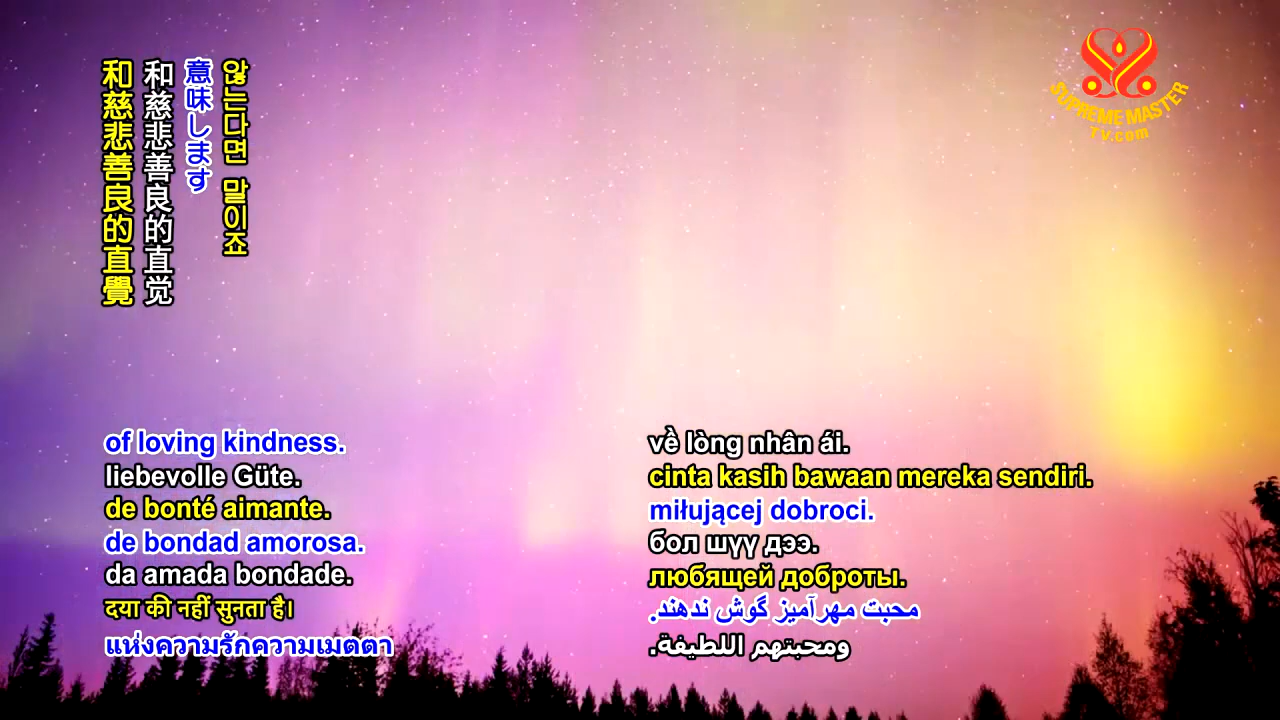 和慈悲善良的直覺
和慈悲善良的直觉
意味します
않는다면 말이죠
SUPREME MASTER
TV.com
of loving kindness.
liebevolle Güte.
de bonté aimante.
de bondad amorosa.
da amada bondade.
दया की नहीं सुनता है।
แห่งความรักความเมตตา
về lòng nhân ái.
cinta kasih bawaan mereka sendiri.
miłującej dobroci.
бол шүү дээ.
любящей доброты.
محبت مهرآمیز گوش ندهند.
ومحبتهم اللطيفة.